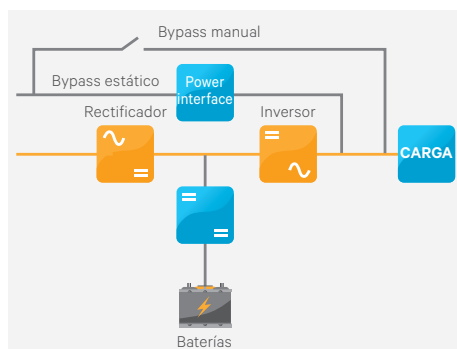 Bypass manual
Bypass estático
Power
interface
Rectificador
Inversor
CARGA
Baterías